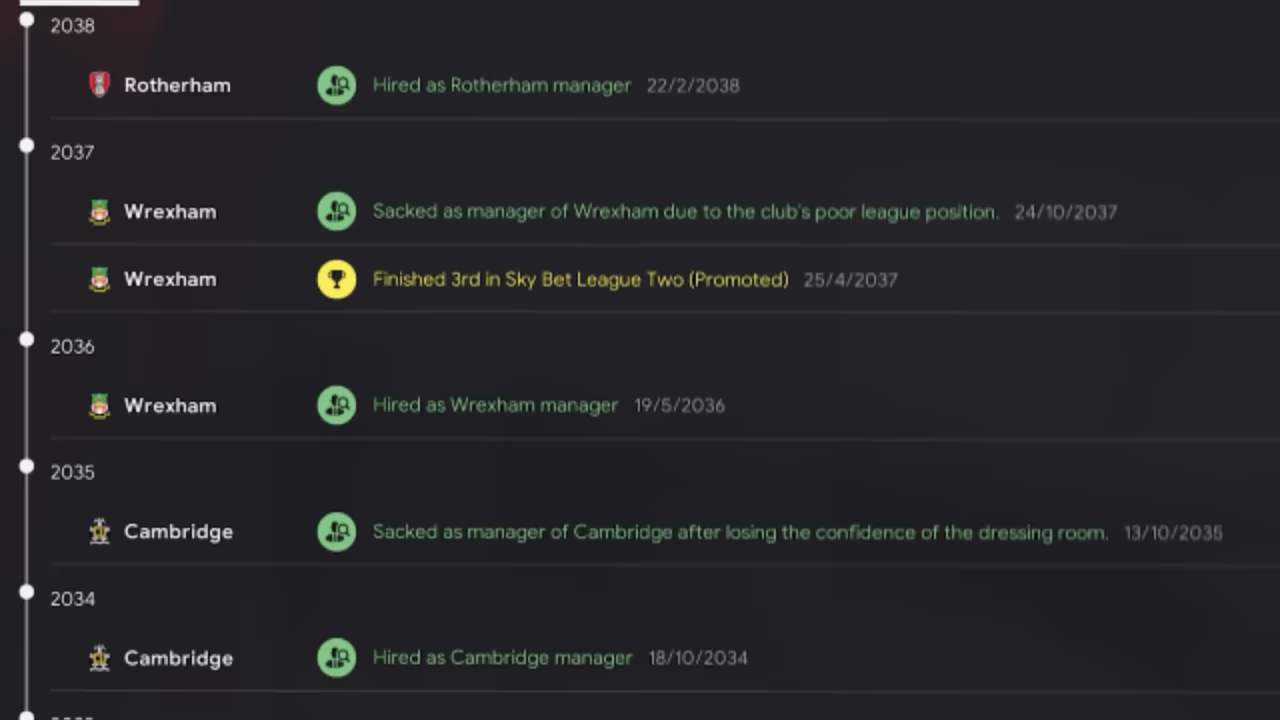 2038
Rotherham Hired as Rotherham manager 22/2/2038
2037
Wrexham Sacked as manager of Wrexham due to the club's poor league position. 24/10/2037
Wrexham Finished 3rd in Sky Bet League Two (Promoted) 25/4/2037
2036
Wrexham Hired as Wrexham manager 19/5/2036
2035
Cambridge Sacked as manager of Cambridge after losing the confidence of the dressing room. 13/10/2035
2034
Cambridge Hired as Cambridge manager 18/10/2034